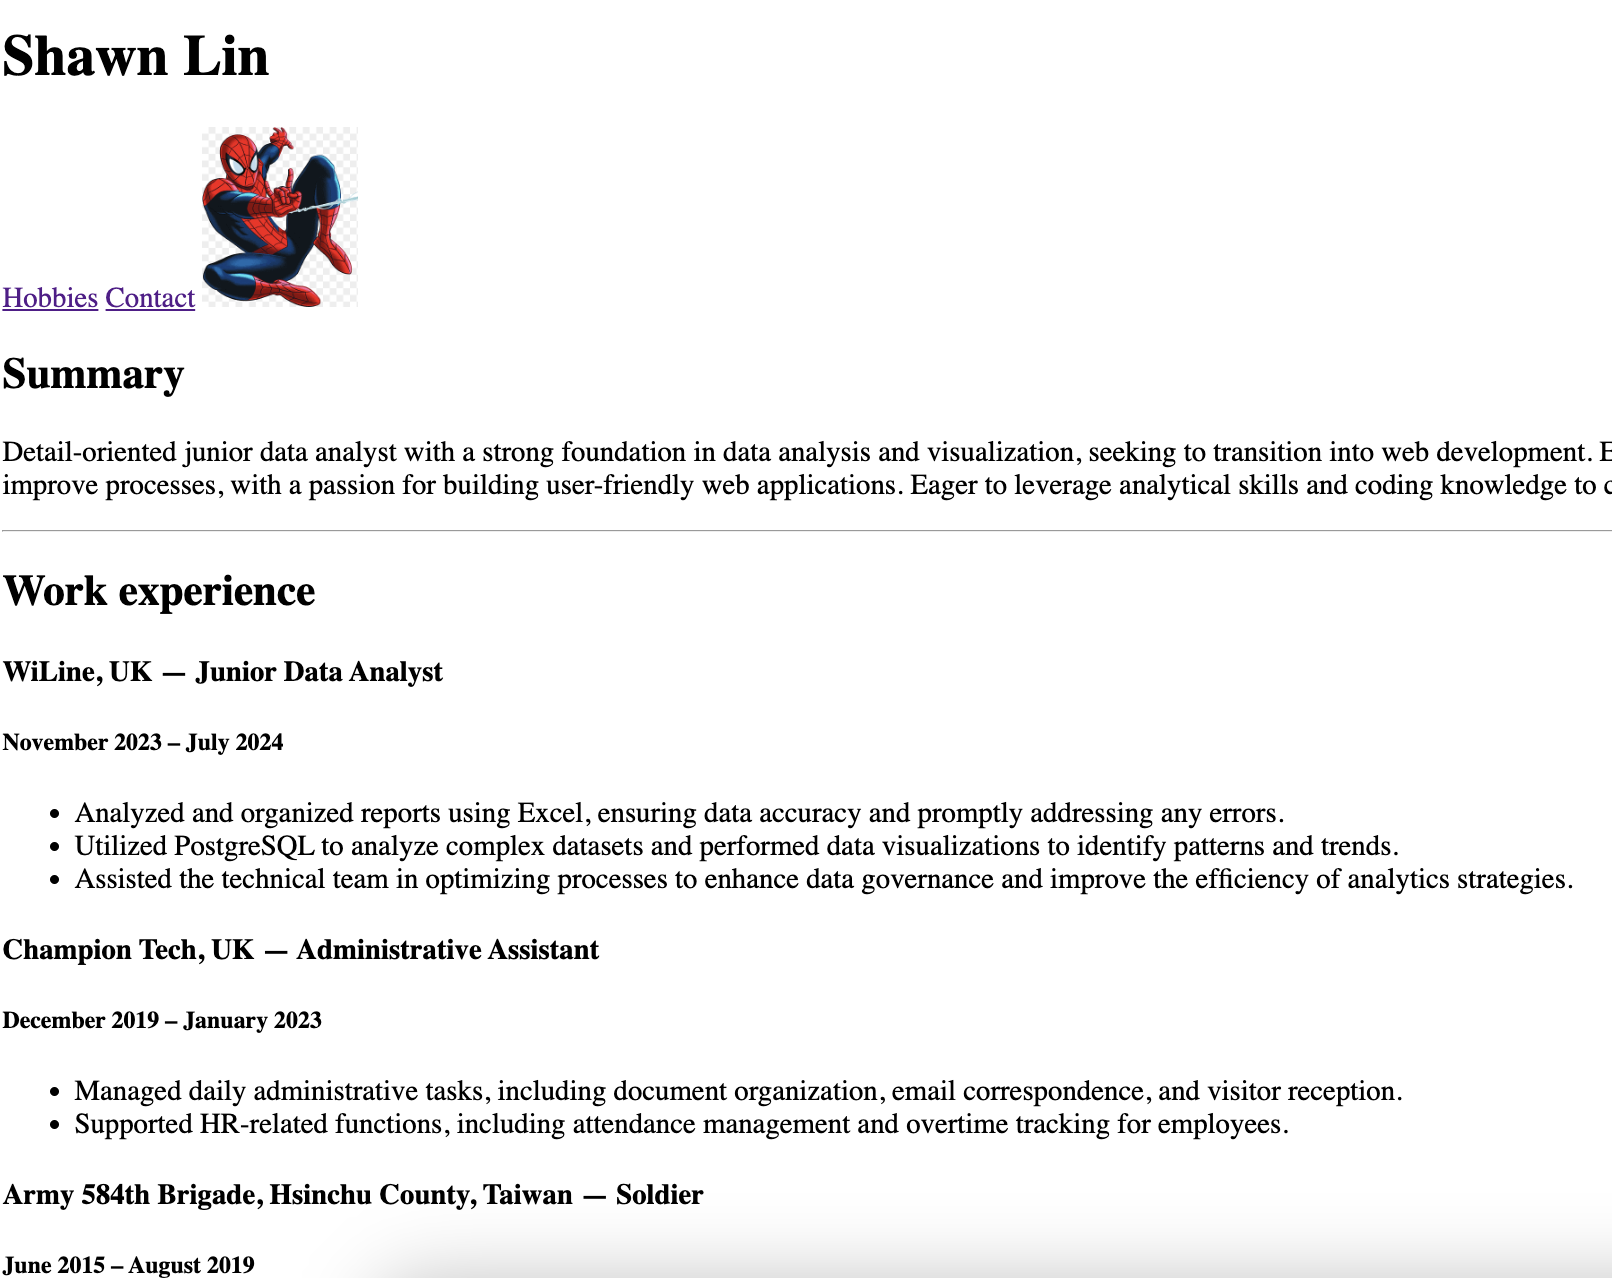 Shawn Lin
Hobbies Contact
Summary
Detail-oriented junior data analyst with a strong foundation in data analysis and visualization, seeking to transition into web development.
improve processes, with a passion for building user-friendly web applications. Eager to leverage analytical skills and coding knowledge to
Work experience
WiLine, UK — Junior Data Analyst
November 2023 – July 2024
• Analyzed and organized reports using Excel, ensuring data accuracy and promptly addressing any errors.
• Utilized PostgreSQL to analyze complex datasets and performed data visualizations to identify patterns and trends.
• Assisted the technical team in optimizing processes to enhance data governance and improve the efficiency of analytics strategies.
Champion Tech, UK — Administrative Assistant
December 2019 – January 2023
• Managed daily administrative tasks, including document organization, email correspondence, and visitor reception.
• Supported HR-related functions, including attendance management and overtime tracking for employees.
Army 584th Brigade, Hsinchu County, Taiwan — Soldier
June 2015 – August 2019